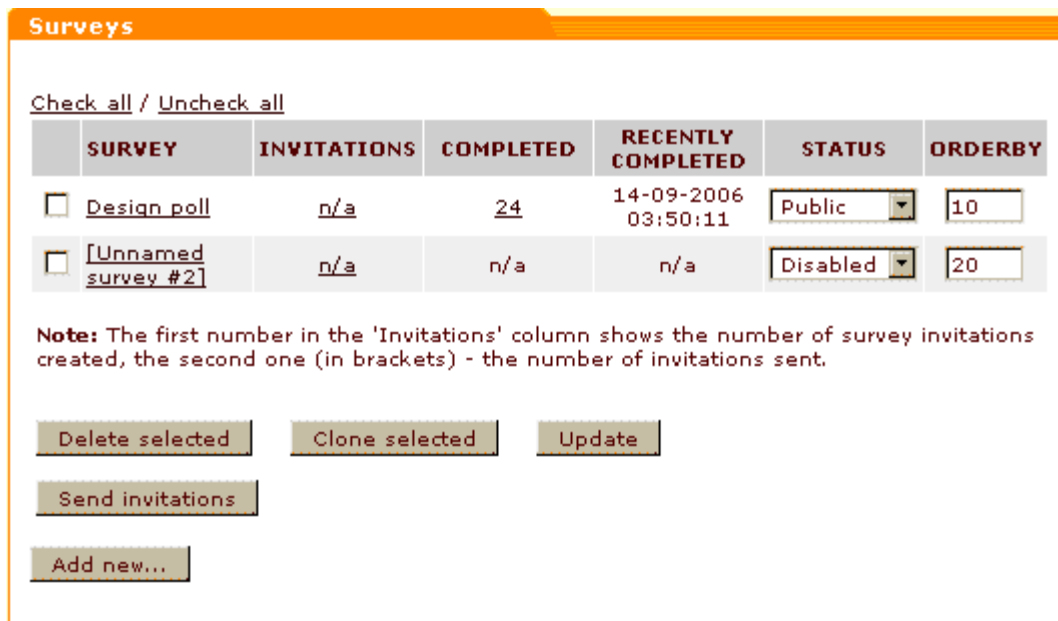 Surveys
Check all / Uncheck all
SURVEY INVITATIONS COMPLETED RECENTLY COMPLETED STATUS ORDERBY
Design poll n/a 24 14-09-2006 03:50:11 Public 10
[Unnamed survey #2] n/a n/a n/a Disabled 20
Note: The first number in the 'Invitations' column shows the number of survey invitations
created, the second one (in brackets) - the number of invitations sent.
Delete selected Clone selected Update
Send invitations
Add new...